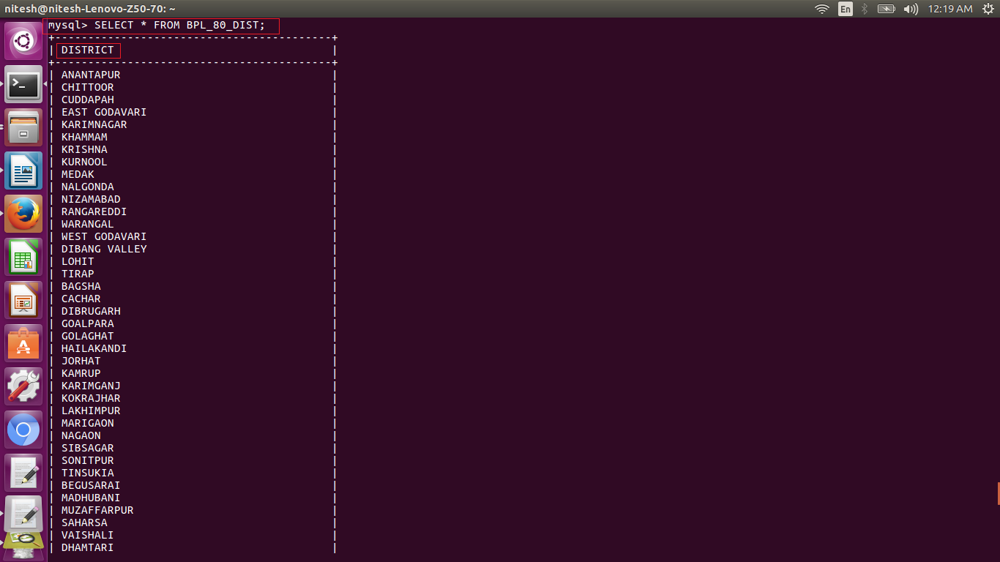 nitesh@nitesh-Lenovo-Z50-70: ~
En
12:19 AM
mysql> SELECT * FROM BPL_80_DIST;
+------------------------------------------+
| DISTRICT |
+------------------------------------------+
| ANANTAPUR |
| CHITTOOR |
| CUDDAPAH |
| EAST GODAVARI |
| KARIMNAGAR |
| KHAMMAM |
| KRISHNA |
| KURNOOL |
| MEDAK |
| NALGONDA |
| NIZAMABAD |
| RANGAREDDI |
| WARANGAL |
| WEST GODAVARI |
| DIBANG VALLEY |
| LOHIT |
| TIRAP |
| BAGSHA |
| CACHAR |
| DIBRUGARH |
| GOALPARA |
| GOLAGHAT |
| HAILAKANDI |
| JORHAT |
| KAMRUP |
| KARIMGANJ |
| KOKRAJHAR |
| LAKHIMPUR |
| MARIGAON |
| NAGAON |
| SIBSAGAR |
| SONITPUR |
| TINSUKIA |
| BEGUSARAI |
| MADHUBANI |
| MUZAFFARPUR |
| SAHARSA |
| VAISHALI |
| DHAMTARI |